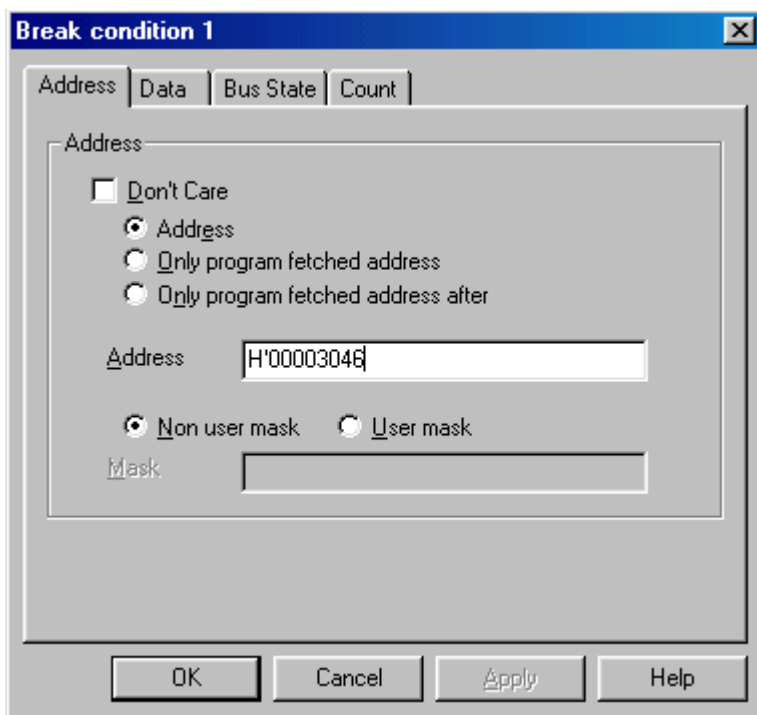 Break condition 1
Address Data Bus State Count
Address
Don't Care
Address
Only program fetched address
Only program fetched address after
Address H'00003046
Non user mask User mask
Mask
OK Cancel Apply Help